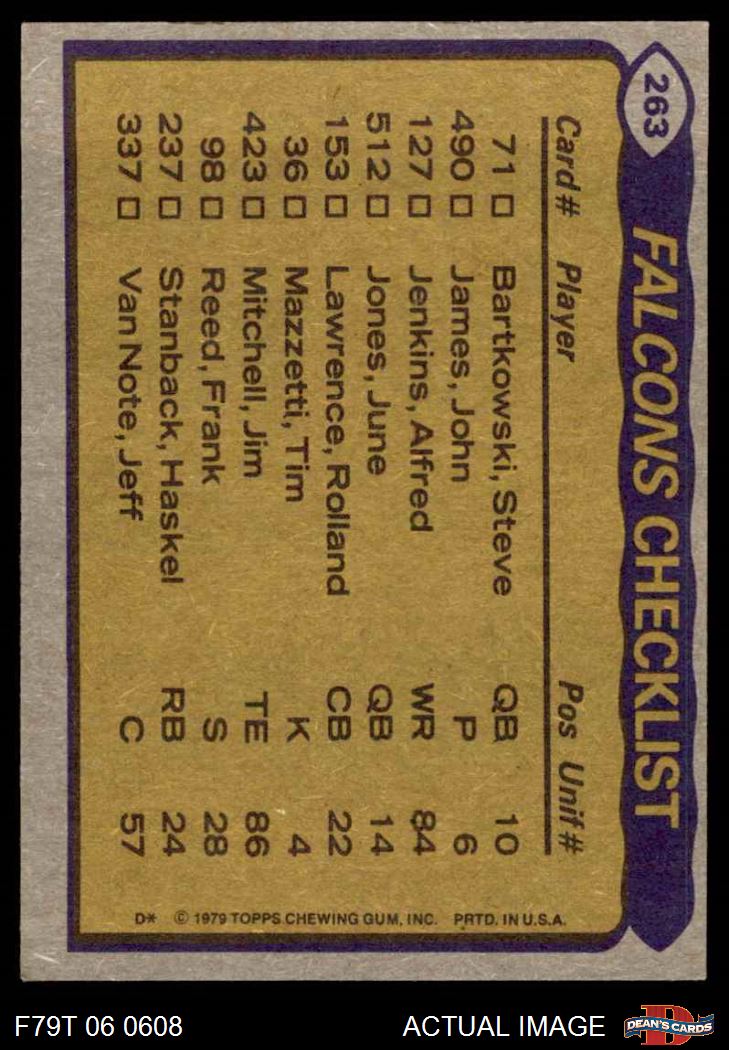 263 FALCONS CHECKLIST
Card# Player Pos Unif#
71 Bartkowski, Steve QB 10
490 James, John P 6
127 Jenkins, Alfred WR 84
512 Jones, June QB 14
153 Lawrence, Rolland CB 22
36 Mazzetti, Tim K 4
423 Mitchell, Jim TE 86
98 Reed, Frank S 28
237 Stanback, Haskel RB 24
337 Van Note, Jeff C 57
D* © 1979 TOPPS CHEWING GUM, INC. PRTD. IN U.S.A.
F79T 06 0608 ACTUAL IMAGE
D
DEAN'S CARDS